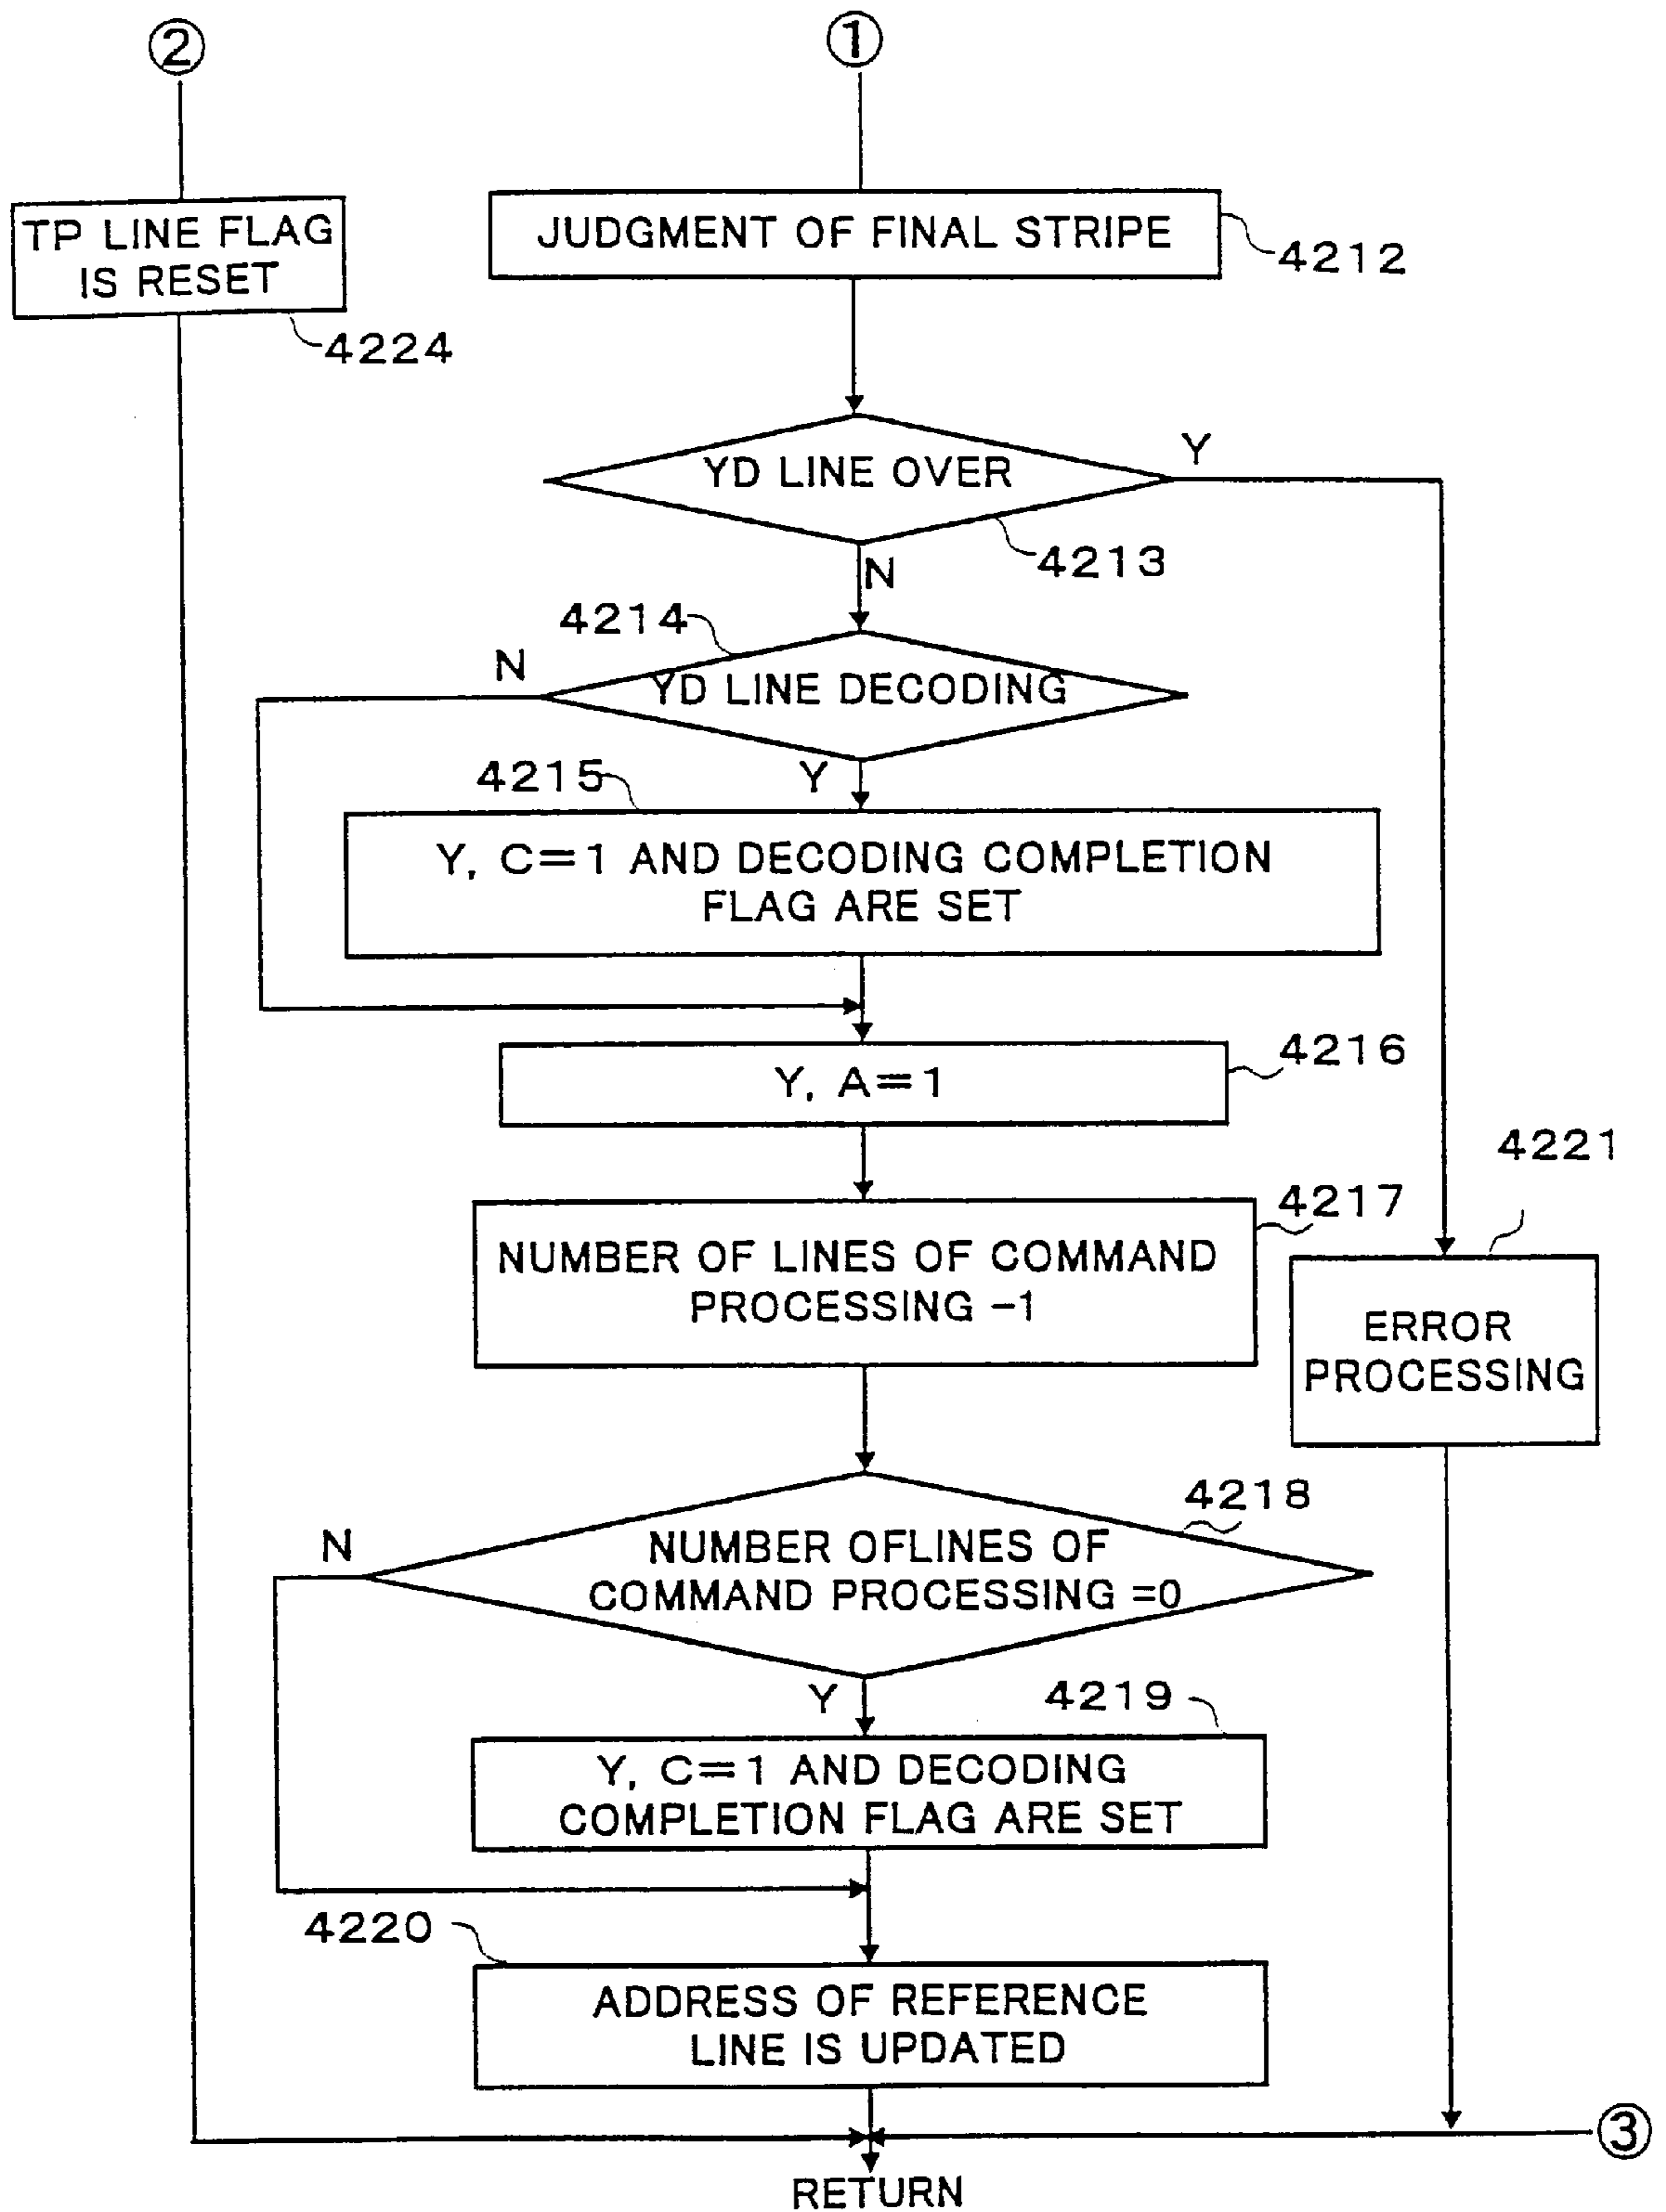 ②
①
TP LINE FLAG
IS RESET
4224
JUDGMENT OF FINAL STRIPE
4212
YD LINE OVER
Y
4213
N
4214
N
YD LINE DECODING
4215
Y
Y, C=1 AND DECODING COMPLETION
FLAG ARE SET
4216
Y, A=1
4221
4217
NUMBER OF LINES OF COMMAND
PROCESSING -1
ERROR
PROCESSING
4218
N
NUMBER OFLINES OF
COMMAND PROCESSING =0
Y
4219
Y, C=1 AND DECODING
COMPLETION FLAG ARE SET
4220
ADDRESS OF REFERENCE
LINE IS UPDATED
③
RETURN